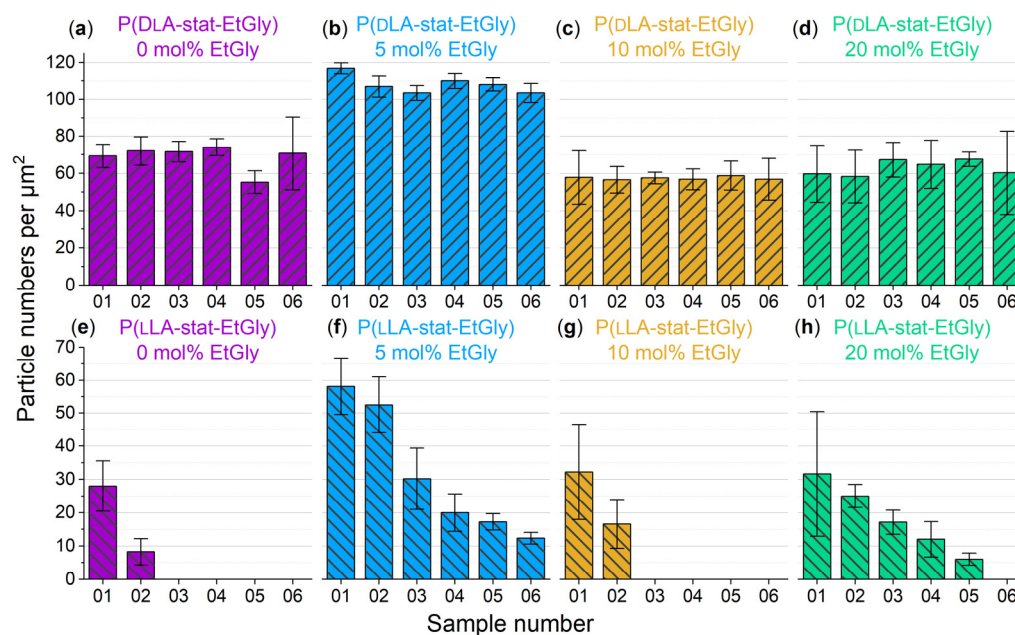 (a) P(DLA-stat-EtGly)
0 mol% EtGly
(b) P(DLA-stat-EtGly)
5 mol% EtGly
(c) P(DLA-stat-EtGly)
10 mol% EtGly
(d) P(DLA-stat-EtGly)
20 mol% EtGly
Particle numbers per µm²
120
100
80
60
40
20
0
01 02 03 04 05 06
01 02 03 04 05 06
01 02 03 04 05 06
01 02 03 04 05 06
(e) P(LLA-stat-EtGly)
0 mol% EtGly
(f) P(LLA-stat-EtGly)
5 mol% EtGly
(g) P(LLA-stat-EtGly)
10 mol% EtGly
(h) P(LLA-stat-EtGly)
20 mol% EtGly
70
60
50
40
30
20
10
0
01 02 03 04 05 06
01 02 03 04 05 06
01 02 03 04 05 06
01 02 03 04 05 06
Sample number